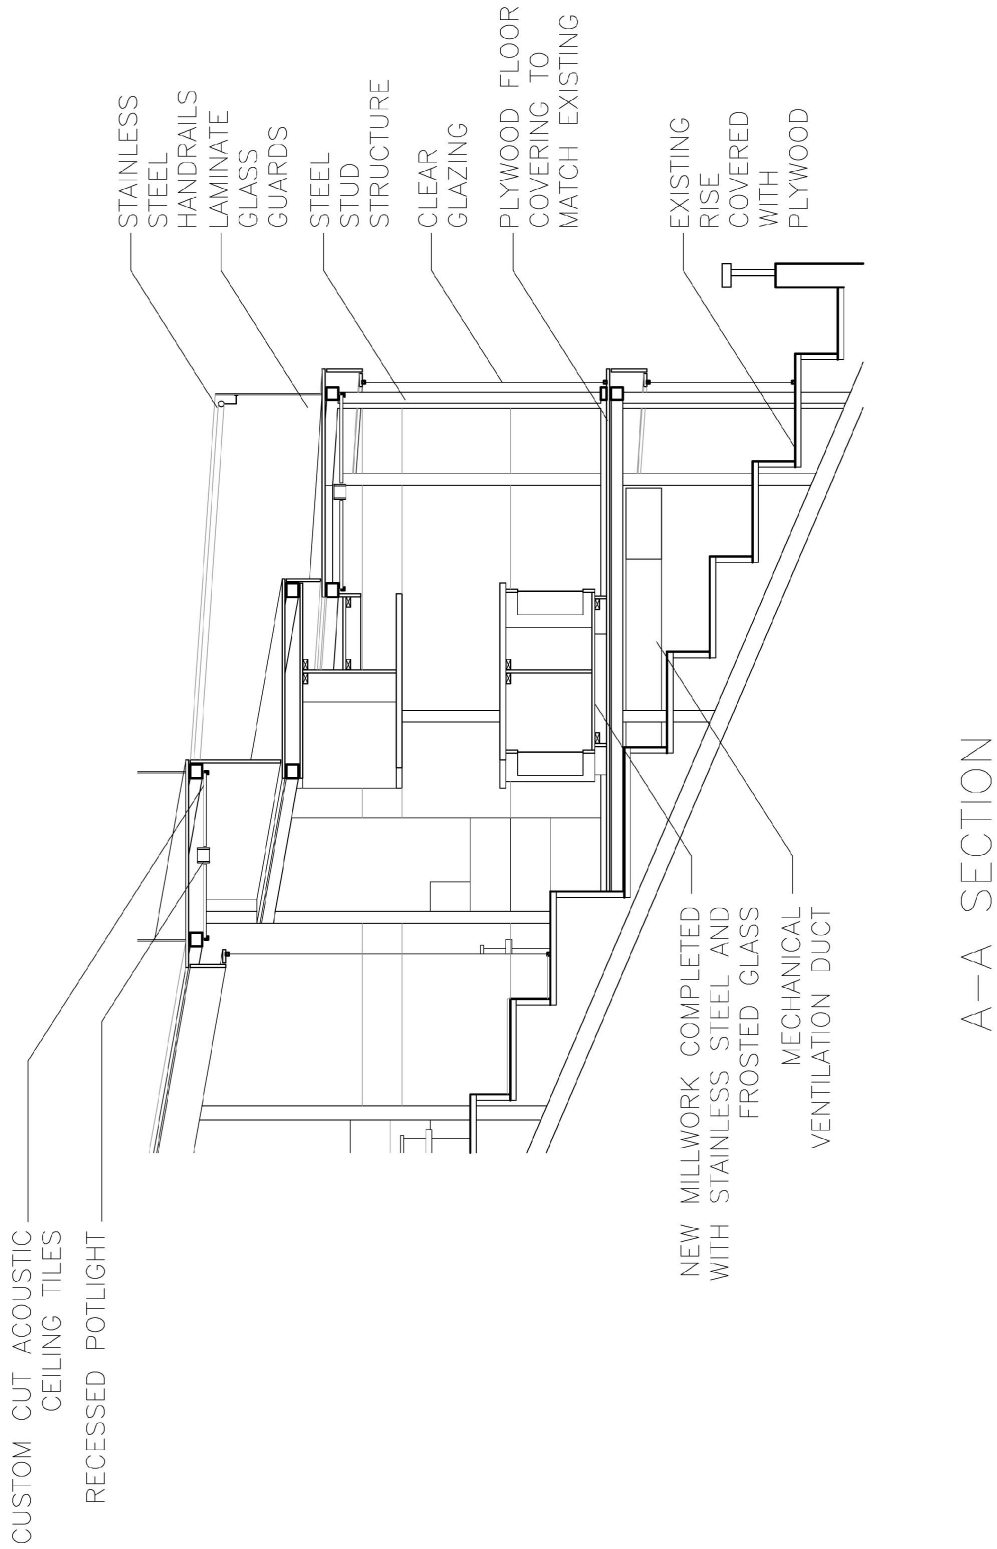 CUSTOM CUT ACOUSTIC
CEILING TILES
RECESSED POTLIGHT
STAINLESS
STEEL
HANDRAILS
LAMINATE
GLASS
GUARDS
STEEL
STUD
STRUCTURE
CLEAR
GLAZING
PLYWOOD FLOOR
COVERING TO
MATCH EXISTING
EXISTING
RISE
COVERED
WITH
PLYWOOD
NEW MILLWORK COMPLETED
WITH STAINLESS STEEL AND
FROSTED GLASS
MECHANICAL
VENTILATION DUCT
A-A SECTION